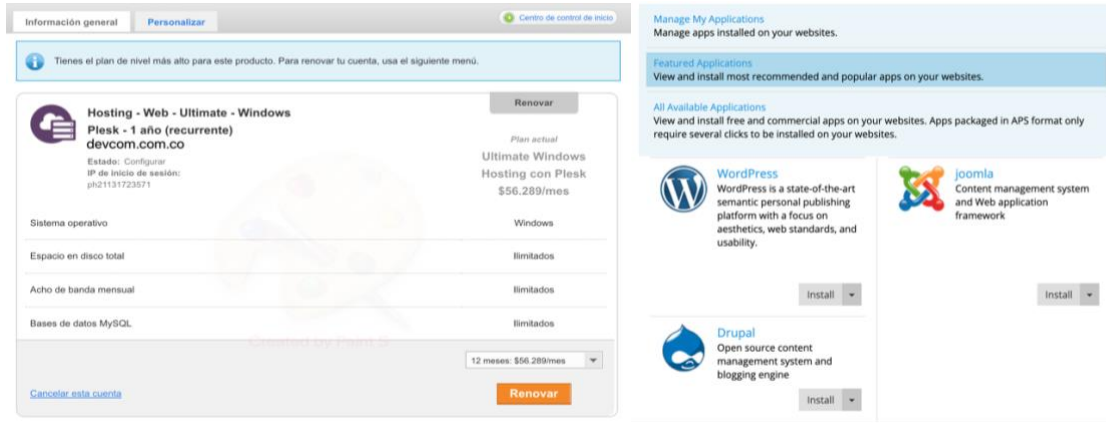 Información general
Personalizar
Centro de control de inicio
Tienes el plan de nivel más alto para este producto. Para renovar tu cuenta, usa el siguiente menú.
Hosting - Web - Ultimate - Windows
Plesk - 1 año (recurrente)
devcom.com.co
Estado: Configurar
IP de inicio de sesión:
ph21131723571
Renovar
Plan actual
Ultimate Windows
Hosting con Plesk
$56.289/mes
Sistema operativo
Windows
Espacio en disco total
Ilimitados
Acho de banda mensual
Ilimitados
Bases de datos MySQL
Ilimitados
Created by Paint S
12 meses: $56.289/mes
Cancelar esta cuenta
Renovar
Manage My Applications
Manage apps installed on your websites.
Featured Applications
View and install most recommended and popular apps on your websites.
All Available Applications
View and install free and commercial apps on your websites. Apps packaged in APS format only
require several clicks to be installed on your websites.
WordPress
WordPress is a state-of-the-art
semantic personal publishing
platform with a focus on
aesthetics, web standards, and
usability.
Install
joomla
Content management system
and Web application
framework
Install
Drupal
Open source content
management system and
blogging engine
Install